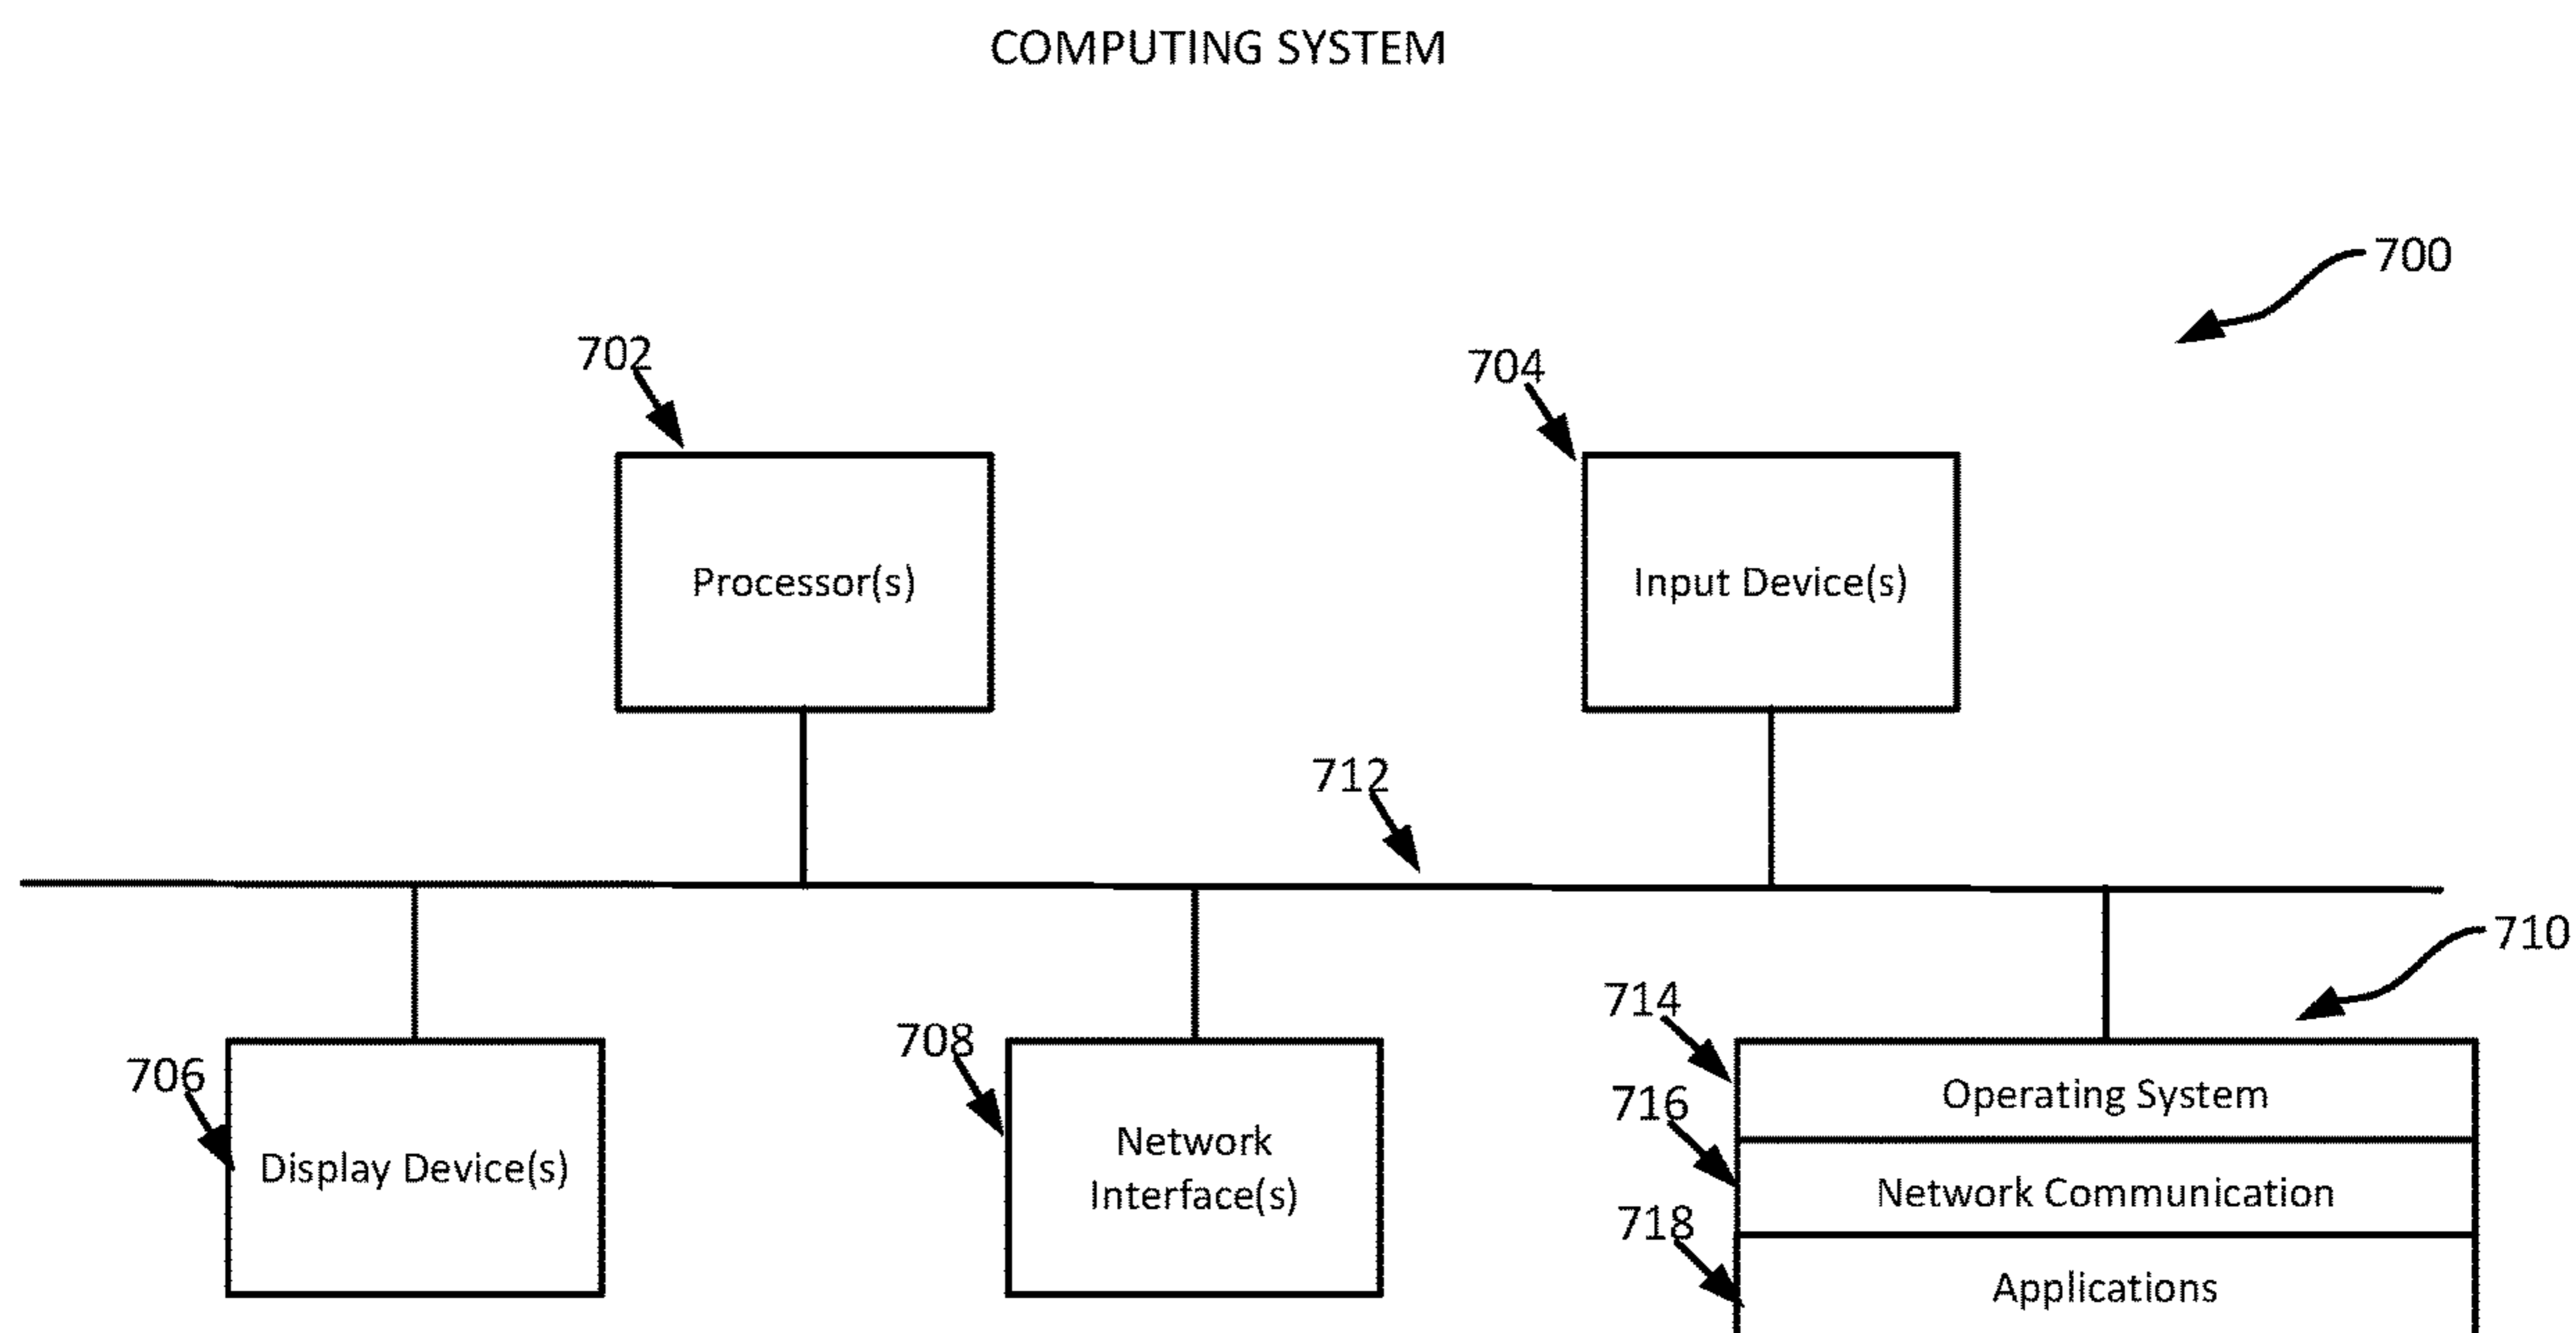 COMPUTING SYSTEM
700
702
704
Processor(s)
Input Device(s)
712
710
714
708
706
716
Operating System
Display Device(s)
Network
Interface(s)
Network Communication
718
Applications